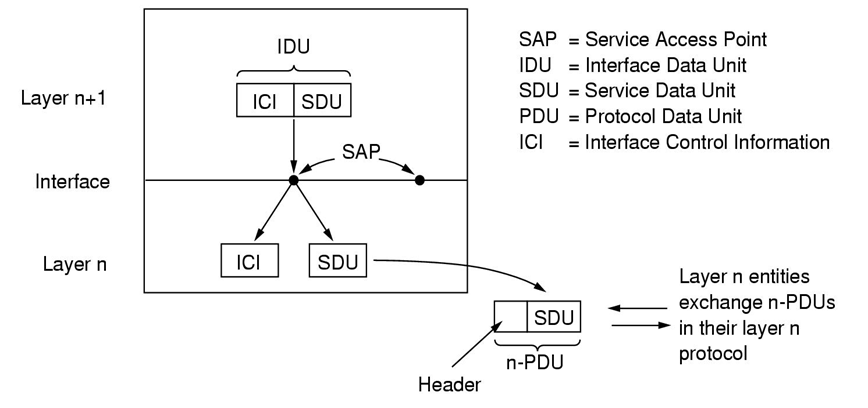 IDU
SAP = Service Access Point
IDU = Interface Data Unit
SDU = Service Data Unit
PDU = Protocol Data Unit
ICI = Interface Control Information
Layer n+1
ICI SDU
SAP
Interface
Layer n
ICI SDU
SDU
n-PDU
Header
Layer n entities
exchange n-PDUs
in their layer n
protocol